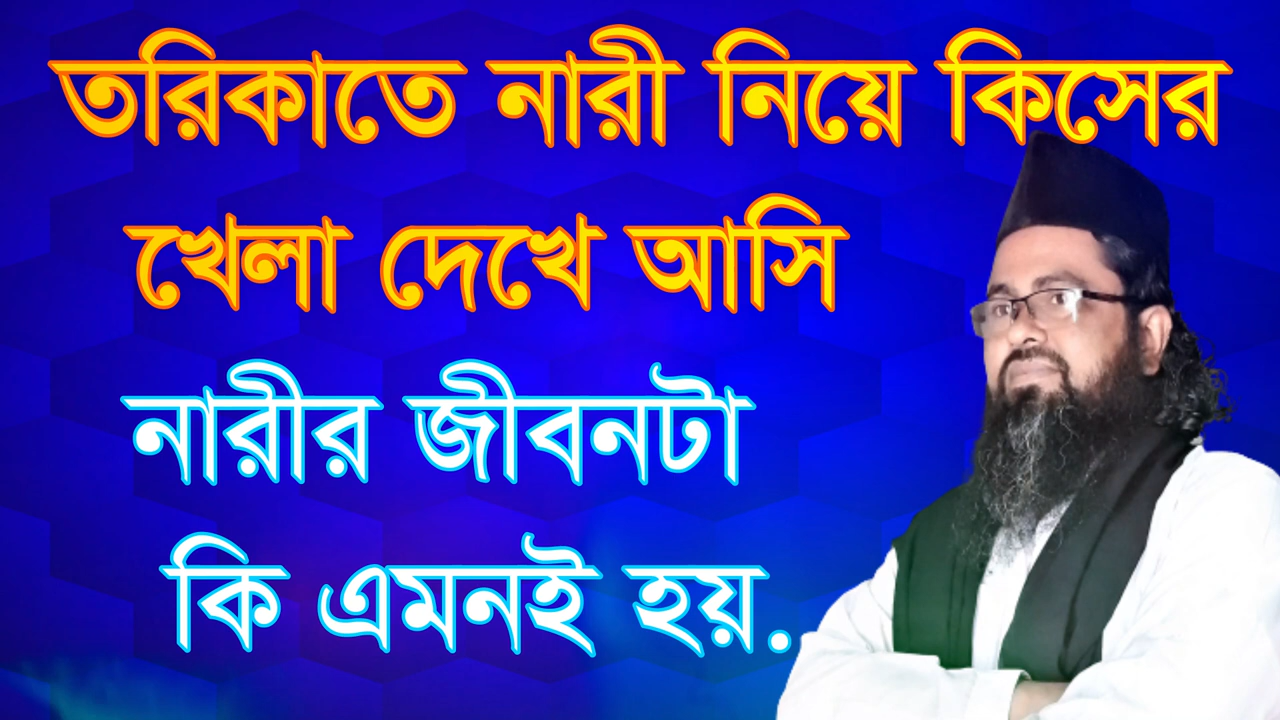 তরিকাতে নারী নিয়ে কিসের
খেলা দেখে আসি
নারীর জীবনটা
কি এমনই হয়.